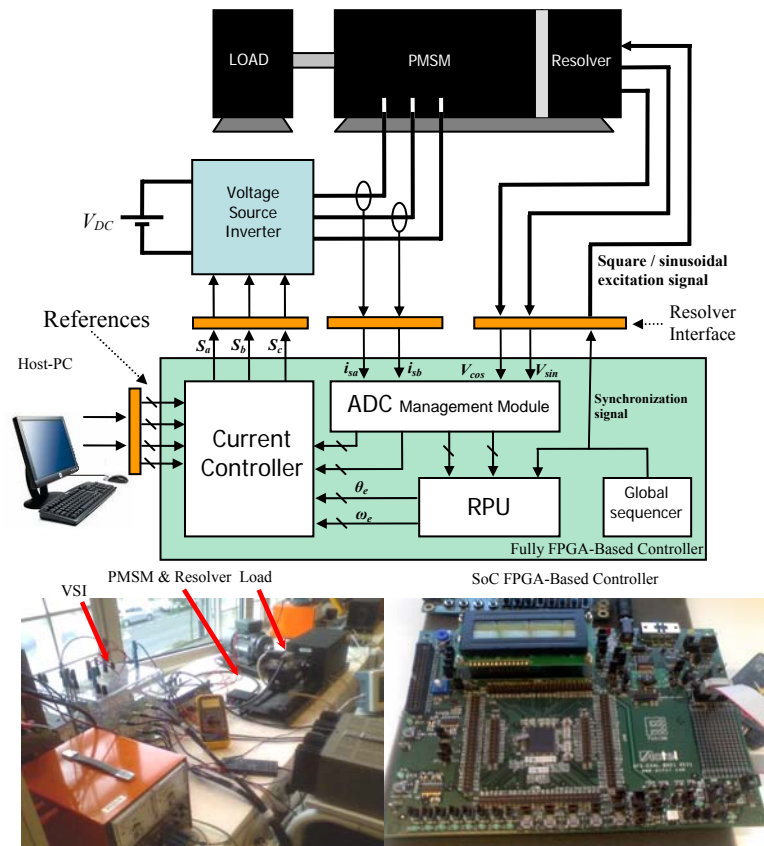 LOAD
PMSM
Resolver
Voltage
Source
Inverter
V_DC
Square / sinusoidal
excitation signal
References
Resolver
Interface
S_a
S_b
S_c
Host-PC
i_sa
i_sb
V_cos
V_sin
ADC Management Module
Synchronization
signal
Current
Controller
θ_e
ω_e
RPU
Global
sequencer
Fully FPGA-Based Controller
PMSM & Resolver
Load
SoC FPGA-Based Controller
VSI
Actel